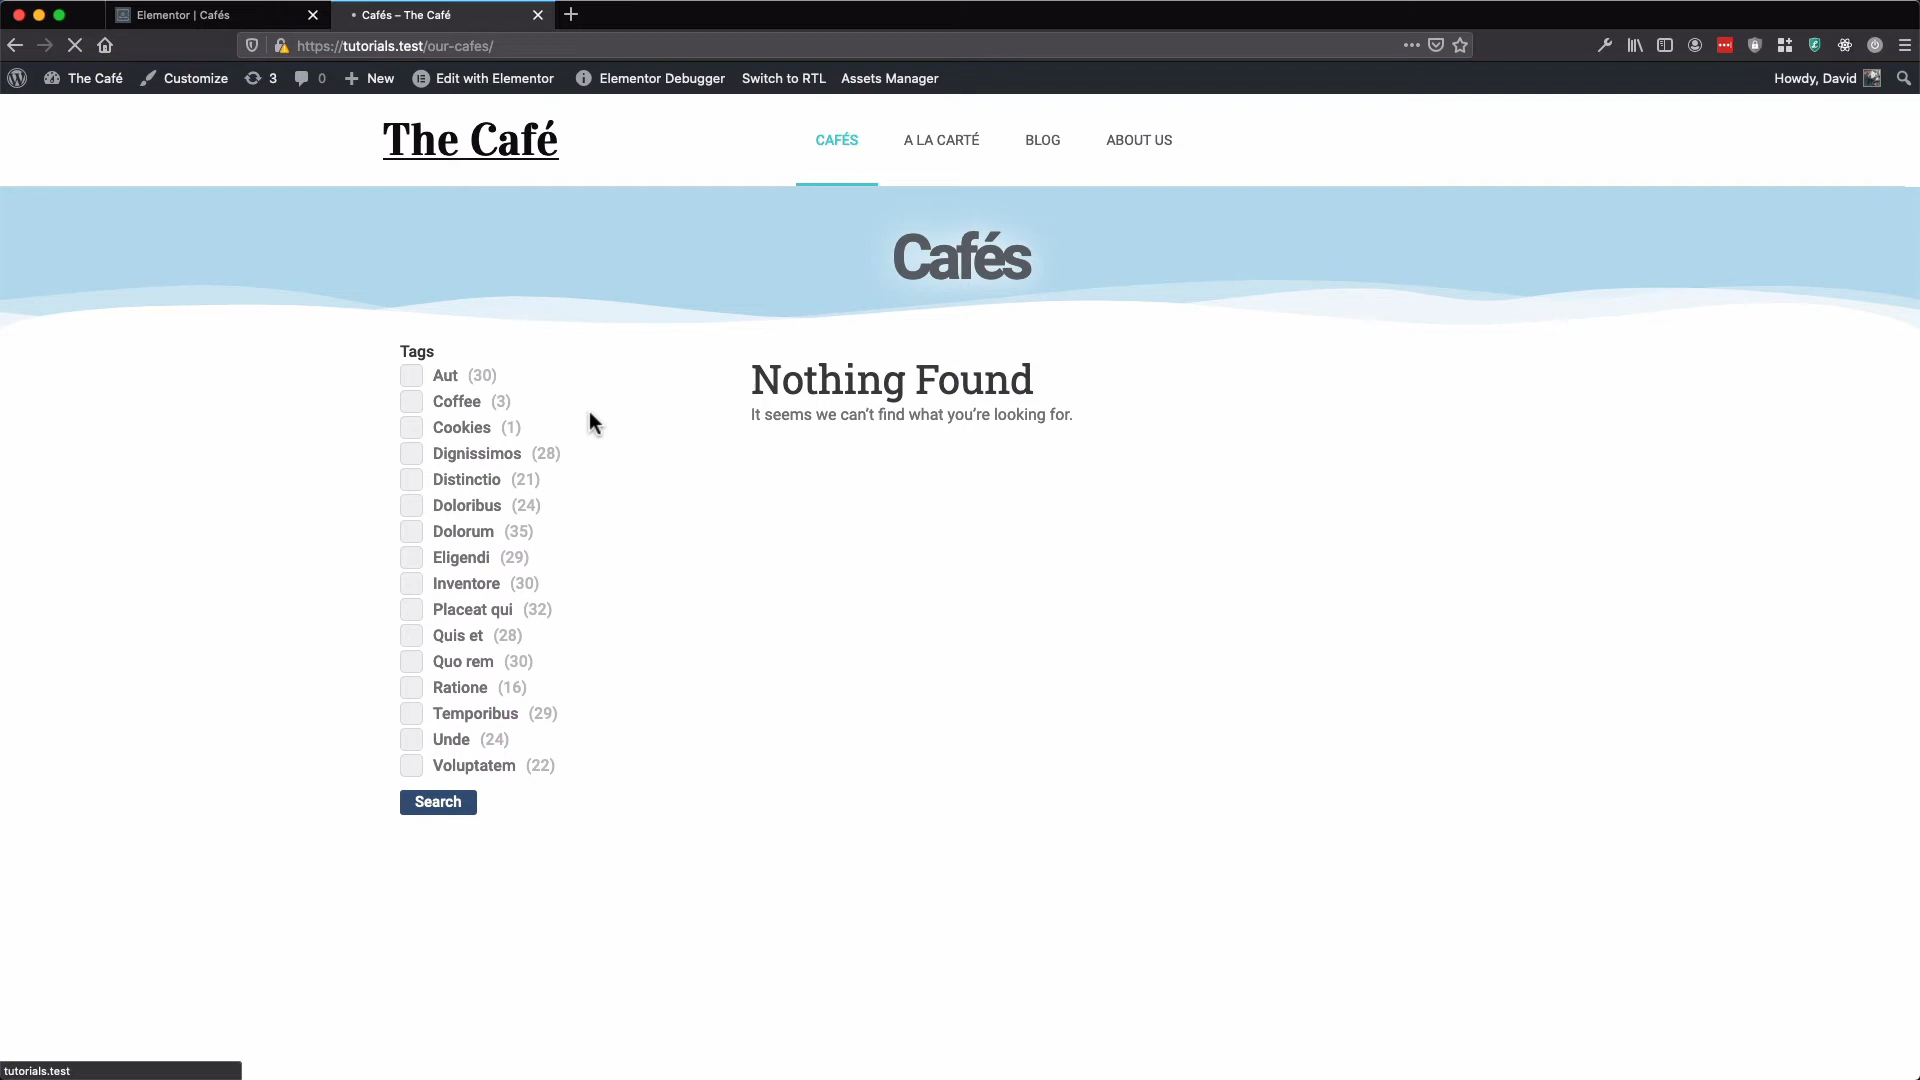 Elementor | Cafés
Cafés – The Café
https://tutorials.test/our-cafes/
The Café
Customize
3
0
New
Edit with Elementor
Elementor Debugger
Switch to RTL
Assets Manager
Howdy, David
The Café
CAFÉS
A LA CARTÉ
BLOG
ABOUT US
Cafés
Tags
Aut (30)
Coffee (3)
Cookies (1)
Dignissimos (28)
Distinctio (21)
Doloribus (24)
Dolorum (35)
Eligendi (29)
Inventore (30)
Placeat qui (32)
Quis et (28)
Quo rem (30)
Ratione (16)
Temporibus (29)
Unde (24)
Voluptatem (22)
Search
Nothing Found
It seems we can’t find what you’re looking for.
tutorials.test